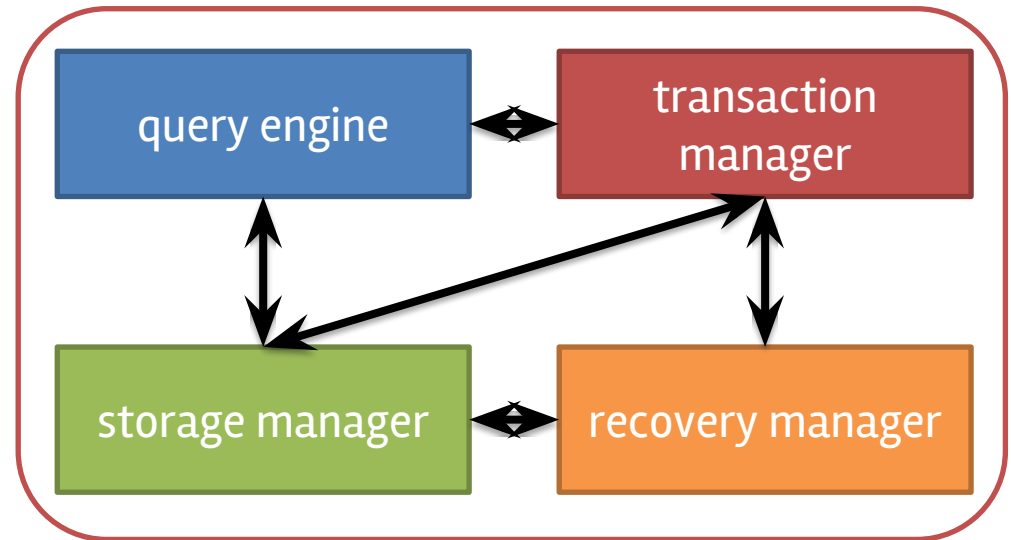 query engine
transaction
manager
storage manager
recovery manager